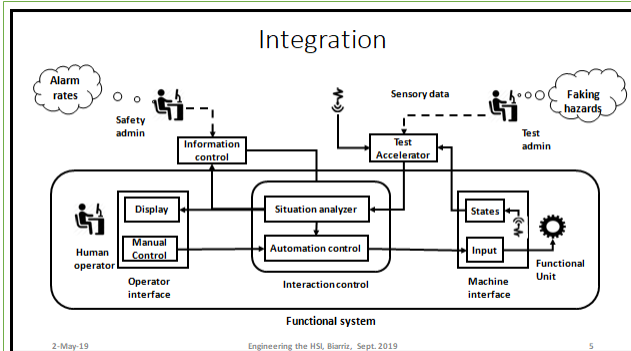 Integration
Alarm
rates
Safety
admin
Sensory data
Faking
hazards
Test
admin
Information
control
Test
Accelerator
Display
Situation analyzer
States
Manual
Control
Automation control
Input
Human
operator
Operator
interface
Interaction control
Machine
interface
Functional
Unit
Functional system
2-May-19
Engineering the HSI, Biarriz, Sept. 2019
5